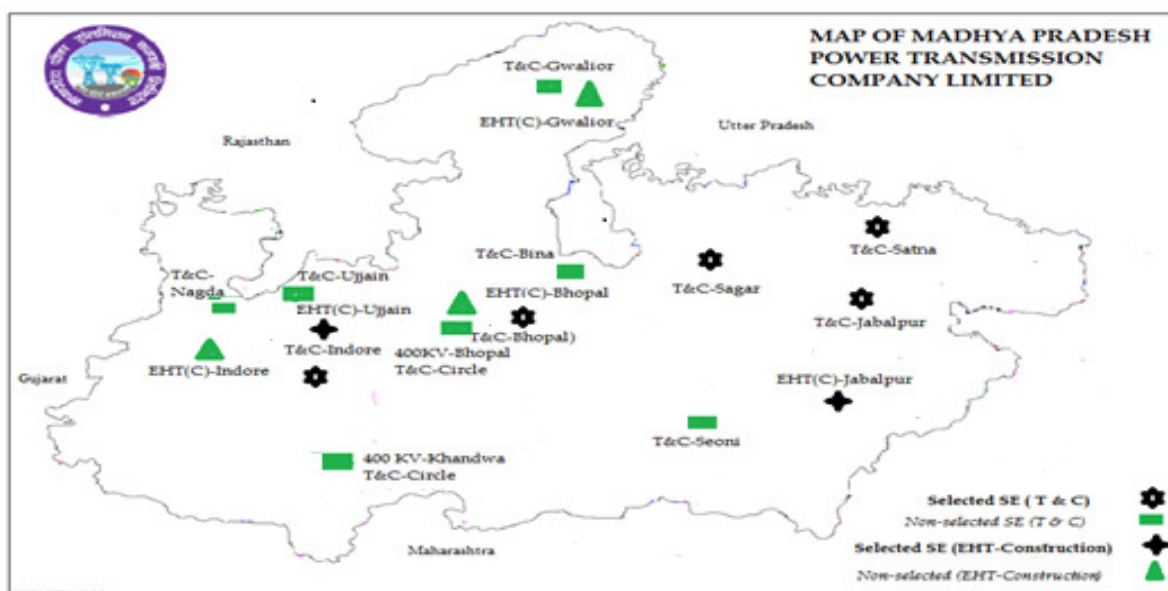 MAP OF MADHYA PRADESH
POWER TRANSMISSION
COMPANY LIMITED
T&C-Gwalior
EHT(C)-Gwalior
Utter Pradesh
Rajasthan
T&C-Satna
T&C-Bina
T&C-Ujjain
T&C-
Nagda
EHT(C)-Bhopal
T&C-Sagar
EHT(C)-Ujjain
T&C-Jabalpur
T&C-Bhopal)
T&C-Indore
400KV-Bhopal
T&C-Circle
EHT(C)-Indore
Gujarat
EHT(C)-Jabalpur
T&C-Seoni
400 KV-Khandwa
T&C-Circle
Maharashtra
Selected SE ( T & C)
Non-selected SE (T & C)
Selected SE (EHT-Construction)
Non-selected (EHT-Construction)